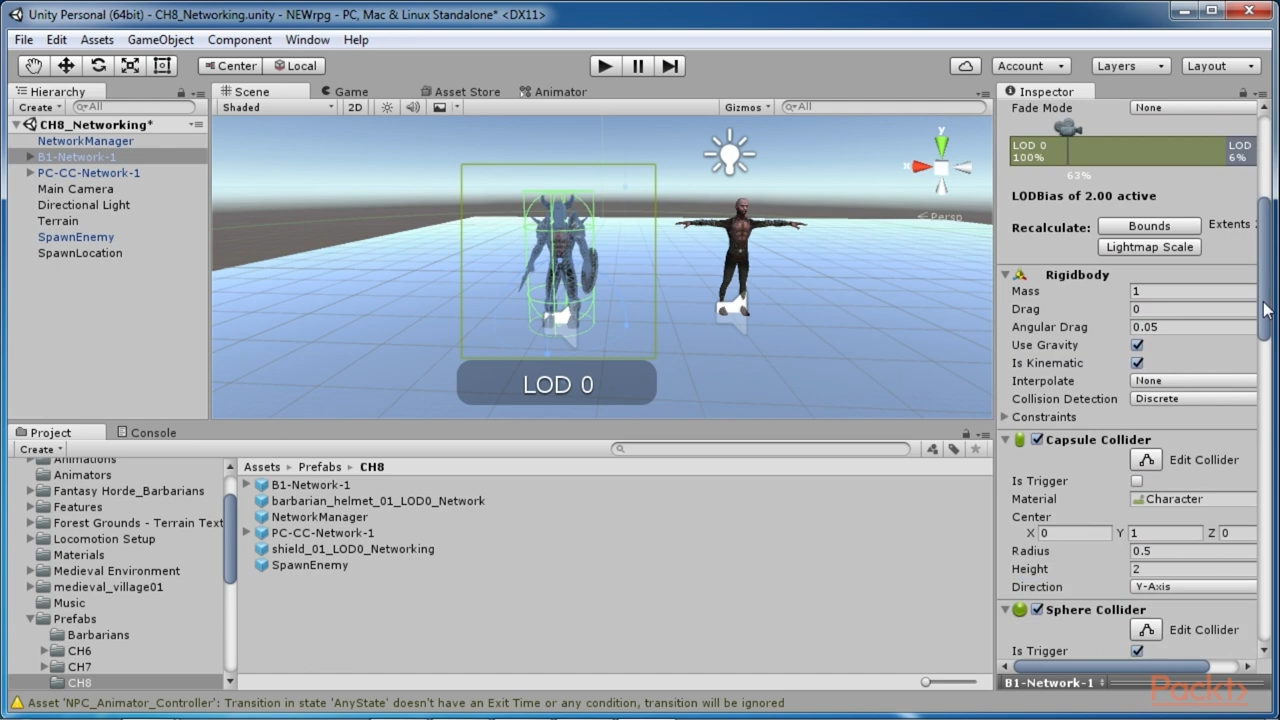 Unity Personal (64bit) - CH8_Networking.unity - NEWrpg - PC, Mac & Linux Standalone* <DX11>
File Edit Assets GameObject Component Window Help
Center Local Account Layers Layout
Hierarchy
Create All
CH8_Networking*
NetworkManager
B1-Network-1
PC-CC-Network-1
Main Camera
Directional Light
Terrain
SpawnEnemy
SpawnLocation
Scene Game Asset Store Animator
Shaded 2D Gizmos All
y
x
Persp
LOD 0
Inspector
Fade Mode None
LOD 0 LOD
100% 6%
63%
LODBias of 2.00 active
Recalculate: Bounds Extents
Lightmap Scale
Rigidbody
Mass 1
Drag 0
Angular Drag 0.05
Use Gravity
Is Kinematic
Interpolate None
Collision Detection Discrete
Constraints
Capsule Collider
Edit Collider
Is Trigger
Material Character
Center
X 0 Y 1 Z 0
Radius 0.5
Height 2
Direction Y-Axis
Sphere Collider
Edit Collider
Is Trigger
B1-Network-1
Project Console
Create
Animations
Animators
Fantasy Horde_Barbarians
Features
Forest Grounds - Terrain Text
Locomotion Setup
Materials
Medieval Environment
medieval_village01
Music
Prefabs
Barbarians
CH6
CH7
CH8
Assets Prefabs CH8
B1-Network-1
barbarian_helmet_01_LOD0_Network
NetworkManager
PC-CC-Network-1
shield_01_LOD0_Networking
SpawnEnemy
Asset 'NPC_Animator_Controller': Transition in state 'AnyState' doesn't have an Exit Time or any condition, transition will be ignored
Packt